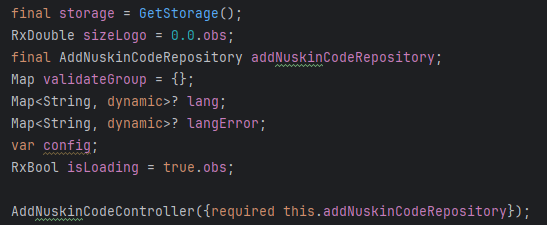 final storage = GetStorage();
RxDouble sizeLogo = 0.0.obs;
final AddNuskinCodeRepository addNuskinCodeRepository;
Map validateGroup = {};
Map<String, dynamic>? lang;
Map<String, dynamic>? langError;
var config;
RxBool isLoading = true.obs;

AddNuskinCodeController({required this.addNuskinCodeRepository});